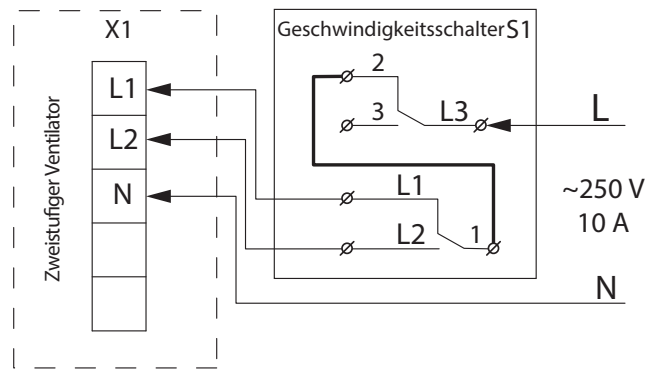 X1
Geschwindigkeitsschalter S1
Zweistufiger Ventilator
L1
L2
N
2
3
L3
L
L1
L2
1
~250 V
10 A
N